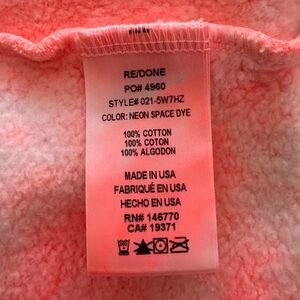 RE/DONE
PO# 4960
STYLE# 021-5W7HZ
COLOR: NEON SPACE DYE
100% COTTON
100% COTON
100% ALGODON
MADE IN USA
FABRIQUÉ EN USA
HECHO EN USA
RN# 146770
CA# 19371